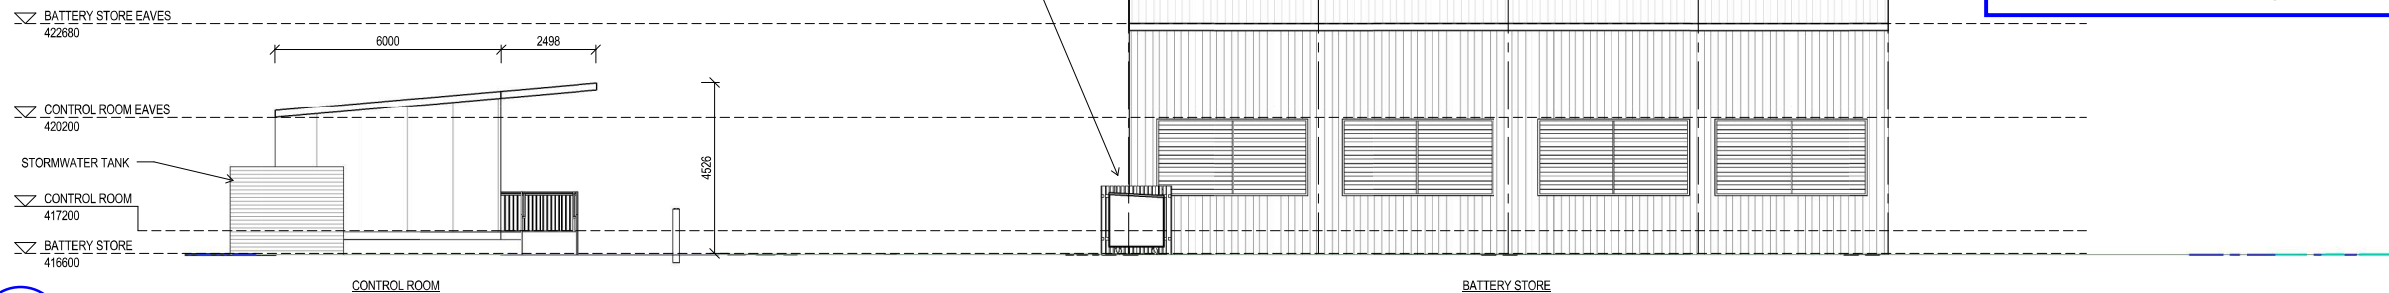 BATTERY STORE EAVES
422680
6000
2498
CONTROL ROOM EAVES
420200
4526
STORMWATER TANK
CONTROL ROOM
417200
BATTERY STORE
416600
CONTROL ROOM
BATTERY STORE